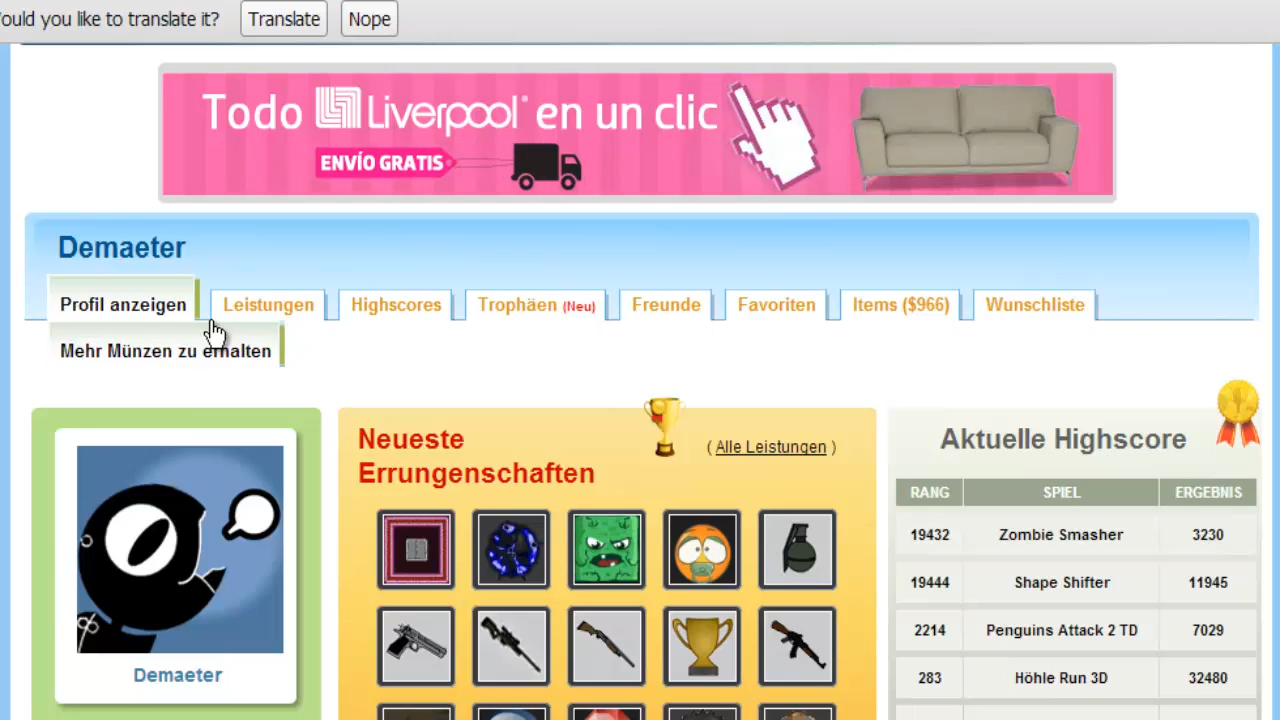 ould you like to translate it? Translate Nope
Todo Liverpool en un clic
ENVÍO GRATIS
Demaeter
Profil anzeigen Leistungen Highscores Trophäen (Neu) Freunde Favoriten Items ($966) Wunschliste
Mehr Münzen zu erhalten
Neueste
Errungenschaften
( Alle Leistungen )
Demaeter
Aktuelle Highscore
RANG SPIEL ERGEBNIS
19432 Zombie Smasher 3230
19444 Shape Shifter 11945
2214 Penguins Attack 2 TD 7029
283 Höhle Run 3D 32480